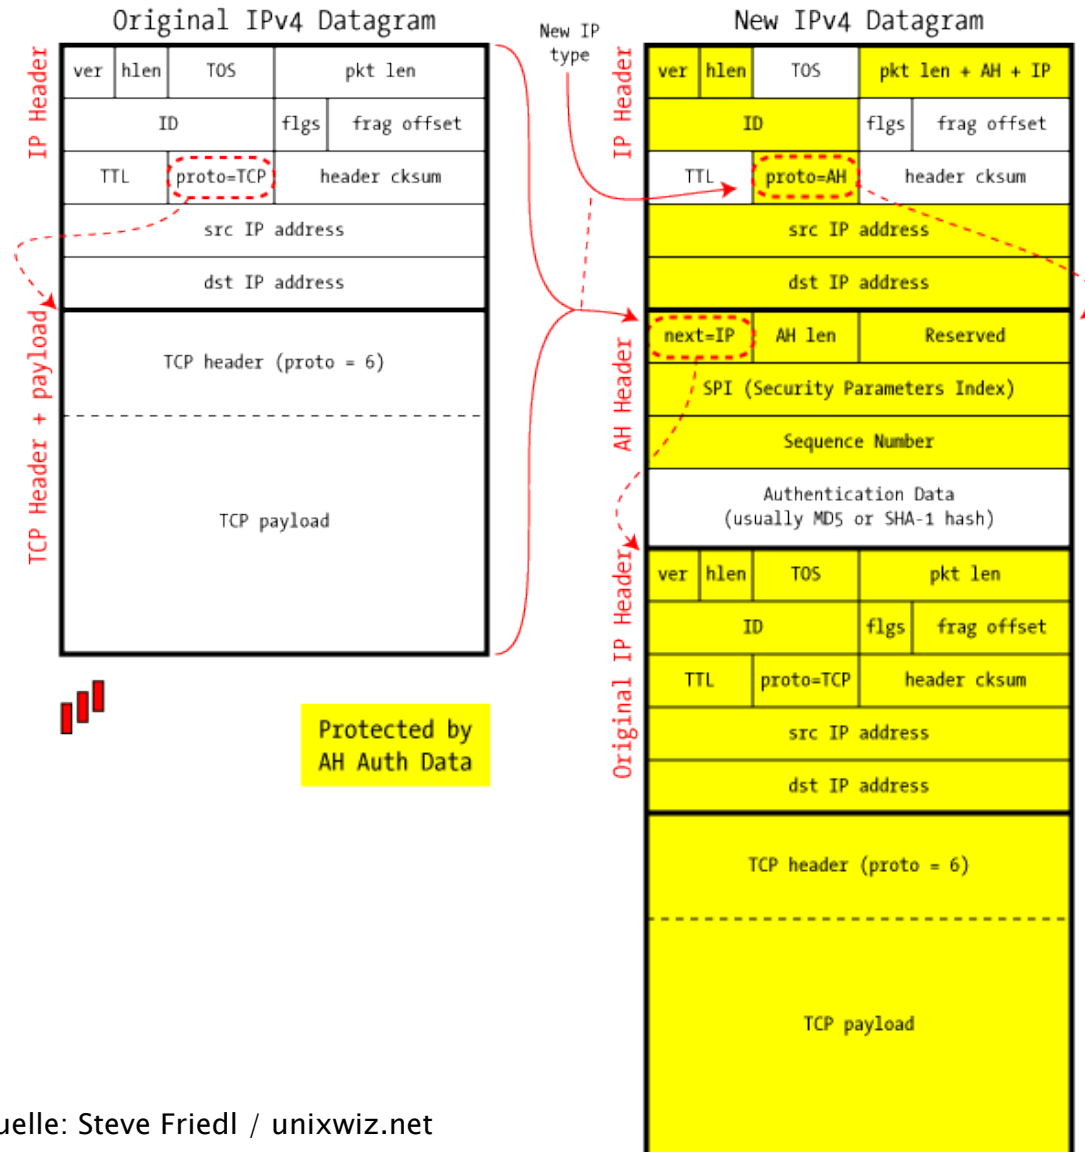 Original IPv4 Datagram
IP Header
ver hlen TOS pkt len
ID flgs frag offset
TTL proto=TCP header cksum
src IP address
dst IP address
TCP Header + payload
TCP header (proto = 6)
TCP payload
Protected by
AH Auth Data
New IP
type
New IPv4 Datagram
IP Header
ver hlen TOS pkt len + AH + IP
ID flgs frag offset
TTL proto=AH header cksum
src IP address
dst IP address
AH Header
next=IP AH len Reserved
SPI (Security Parameters Index)
Sequence Number
Authentication Data
(usually MD5 or SHA-1 hash)
Original IP Header
ver hlen TOS pkt len
ID flgs frag offset
TTL proto=TCP header cksum
src IP address
dst IP address
TCP header (proto = 6)
TCP payload
uelle: Steve Friedl / unixwiz.net